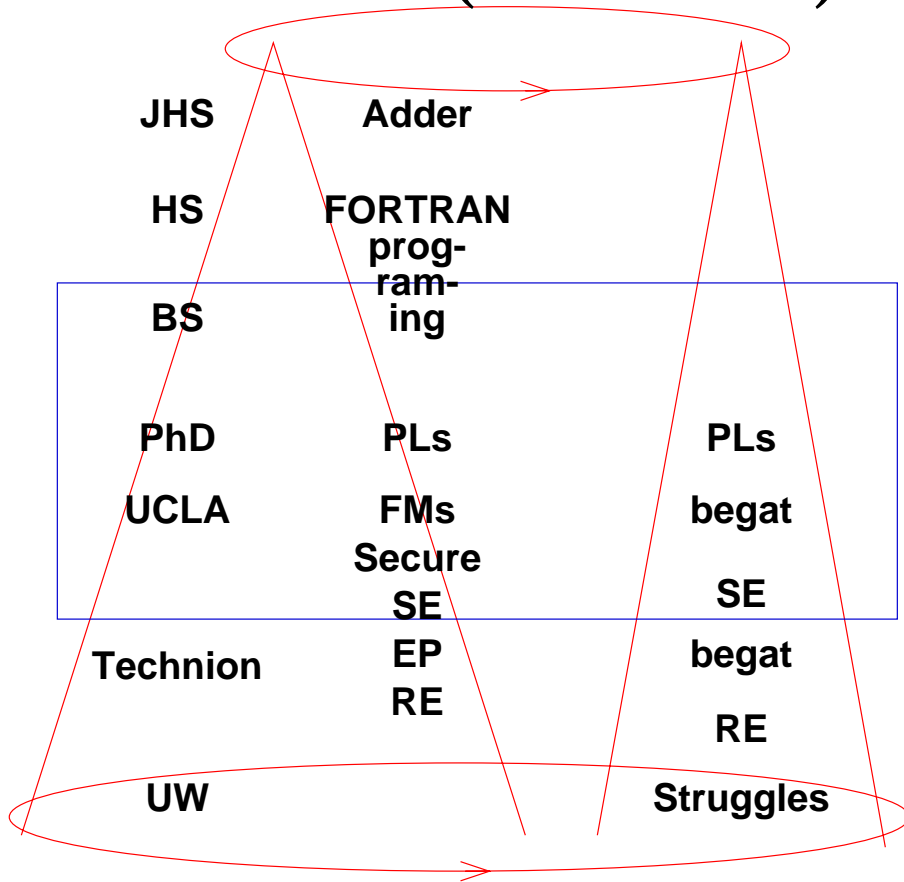 JHS Adder
HS FORTRAN
prog-
ram-
BS ing
PhD PLs PLs
UCLA FMs begat
Secure
SE SE
Technion EP begat
RE RE
UW Struggles